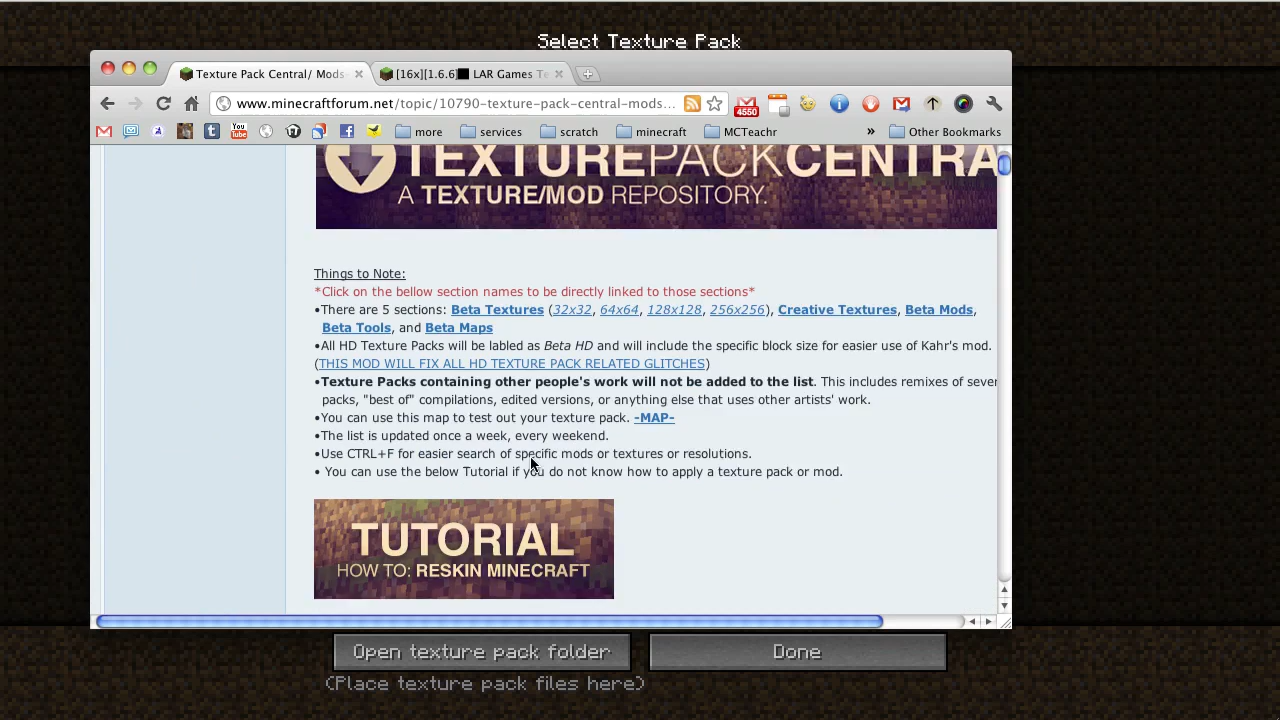 Select Texture Pack
Texture Pack Central/ Mods
[16x][1.6.6]■ LAR Games Te
www.minecraftforum.net/topic/10790-texture-pack-central-mods...
4550
more services scratch minecraft MCTeachr » Other Bookmarks
TEXTUREPACKCENTRA
A TEXTURE/MOD REPOSITORY.
Things to Note:
*Click on the bellow section names to be directly linked to those sections*
•There are 5 sections: Beta Textures (32x32, 64x64, 128x128, 256x256), Creative Textures, Beta Mods,
Beta Tools, and Beta Maps
•All HD Texture Packs will be labled as Beta HD and will include the specific block size for easier use of Kahr's mod.
(THIS MOD WILL FIX ALL HD TEXTURE PACK RELATED GLITCHES)
•Texture Packs containing other people's work will not be added to the list. This includes remixes of sever
packs, "best of" compilations, edited versions, or anything else that uses other artists' work.
•You can use this map to test out your texture pack. -MAP-
•The list is updated once a week, every weekend.
•Use CTRL+F for easier search of specific mods or textures or resolutions.
• You can use the below Tutorial if you do not know how to apply a texture pack or mod.
TUTORIAL
HOW TO: RESKIN MINECRAFT
Open texture pack folder
Done
(Place texture pack files here)